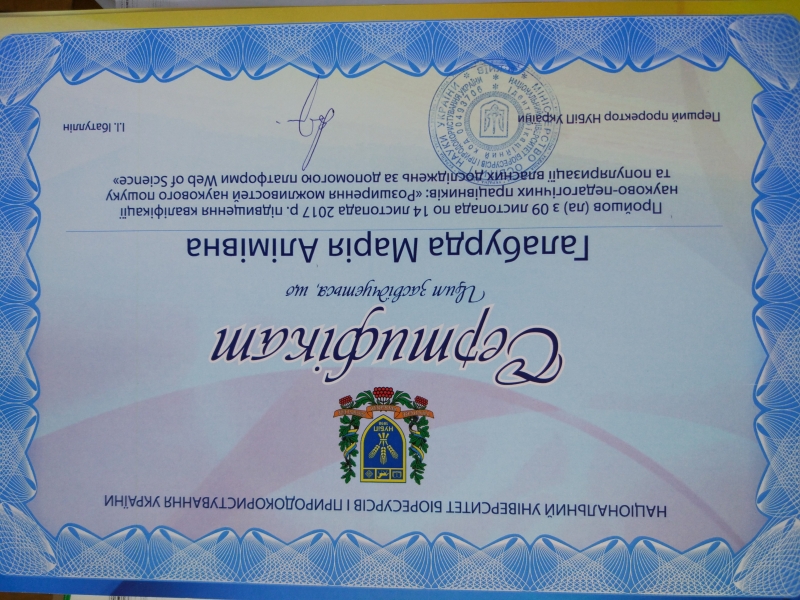 НАЦІОНАЛЬНИЙ УНІВЕРСИТЕТ БІОРЕСУРСІВ І ПРИРОДОКОРИСТУВАННЯ УКРАЇНИ
НУБІП
1898
Сертифікат
Цим засвідчується, що
Галабурда Марія Алімівна
Пройшов (ла) з 09 листопада по 14 листопада 2017 р. підвищення кваліфікації
науково-педагогічних працівників: «Розширення можливостей наукового пошуку
та популяризації власних досліджень за допомогою платформи Web of Science»
Перший проректор НУБіП України
І.І. Ібатуллін